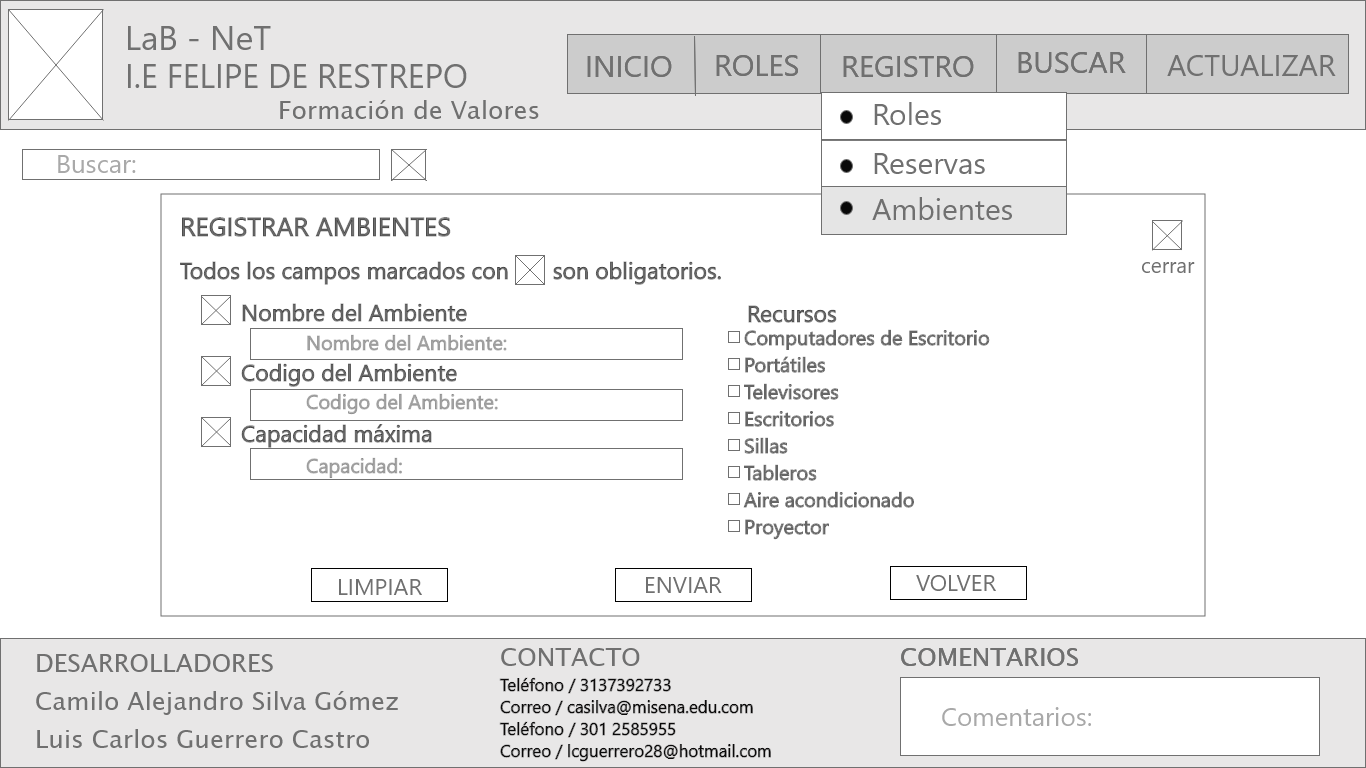 LaB - NeT
I.E FELIPE DE RESTREPO
Formación de Valores
INICIO
ROLES
REGISTRO
BUSCAR
ACTUALIZAR
Roles
Reservas
Ambientes
Buscar:
REGISTRAR AMBIENTES
cerrar
Todos los campos marcados con son obligatorios.
Nombre del Ambiente
Nombre del Ambiente:
Codigo del Ambiente
Codigo del Ambiente:
Capacidad máxima
Capacidad:
Recursos
Computadores de Escritorio
Portátiles
Televisores
Escritorios
Sillas
Tableros
Aire acondicionado
Proyector
LIMPIAR
ENVIAR
VOLVER
DESARROLLADORES
Camilo Alejandro Silva Gómez
Luis Carlos Guerrero Castro
CONTACTO
Teléfono / 3137392733
Correo / casilva@misena.edu.com
Teléfono / 301 2585955
Correo / lcguerrero28@hotmail.com
COMENTARIOS
Comentarios: